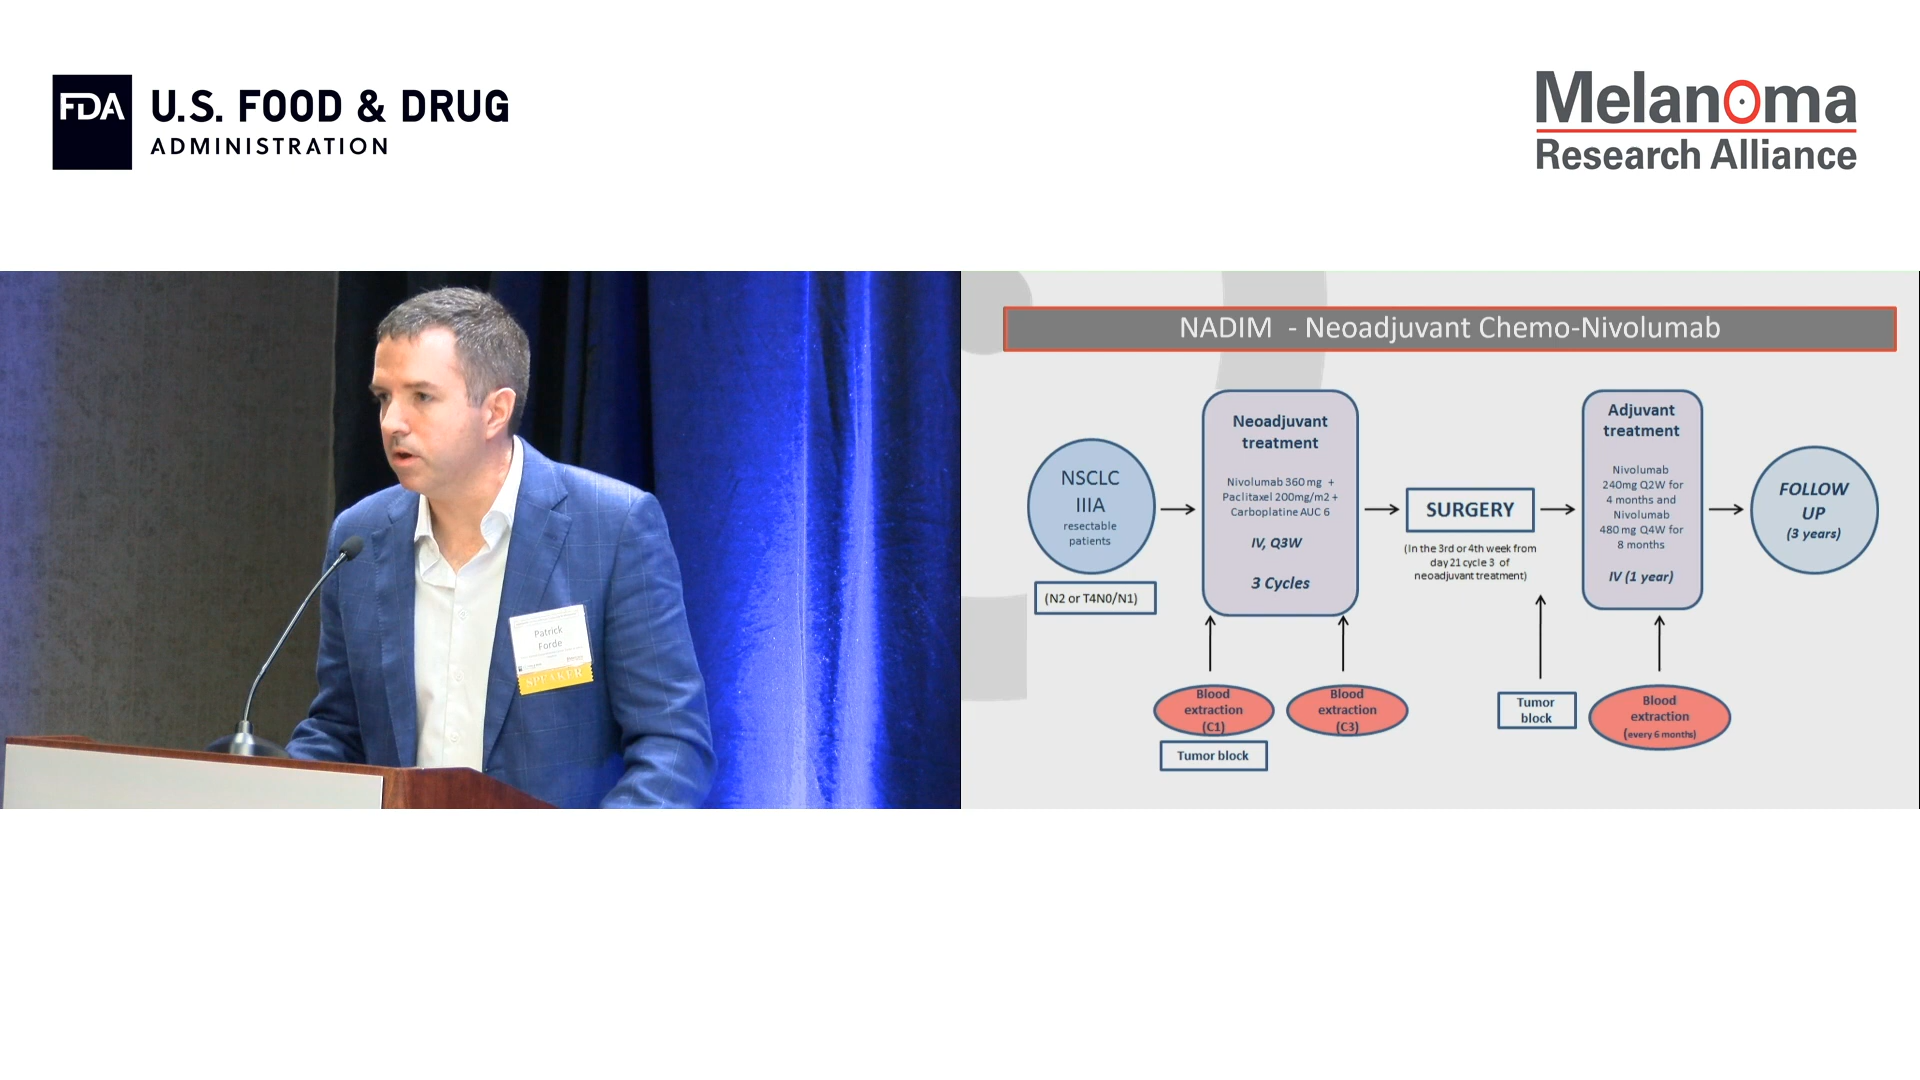 FDA
U.S. FOOD & DRUG
ADMINISTRATION
Melanoma
Research Alliance
Patrick
Forde
SPEAKER
NADIM - Neoadjuvant Chemo-Nivolumab
NSCLC
IIIA
resectable
patients
(N2 or T4N0/N1)
Neoadjuvant
treatment
Nivolumab 360 mg +
Paclitaxel 200mg/m2 +
Carboplatine AUC 6
IV, Q3W
3 Cycles
SURGERY
(In the 3rd or 4th week from
day 21 cycle 3 of
neoadjuvant treatment)
Adjuvant
treatment
Nivolumab
240mg Q2W for
4 months and
Nivolumab
480 mg Q4W for
8 months
IV (1 year)
FOLLOW
UP
(3 years)
Blood
extraction
(C1)
Tumor block
Blood
extraction
(C3)
Tumor
block
Blood
extraction
(every 6 months)